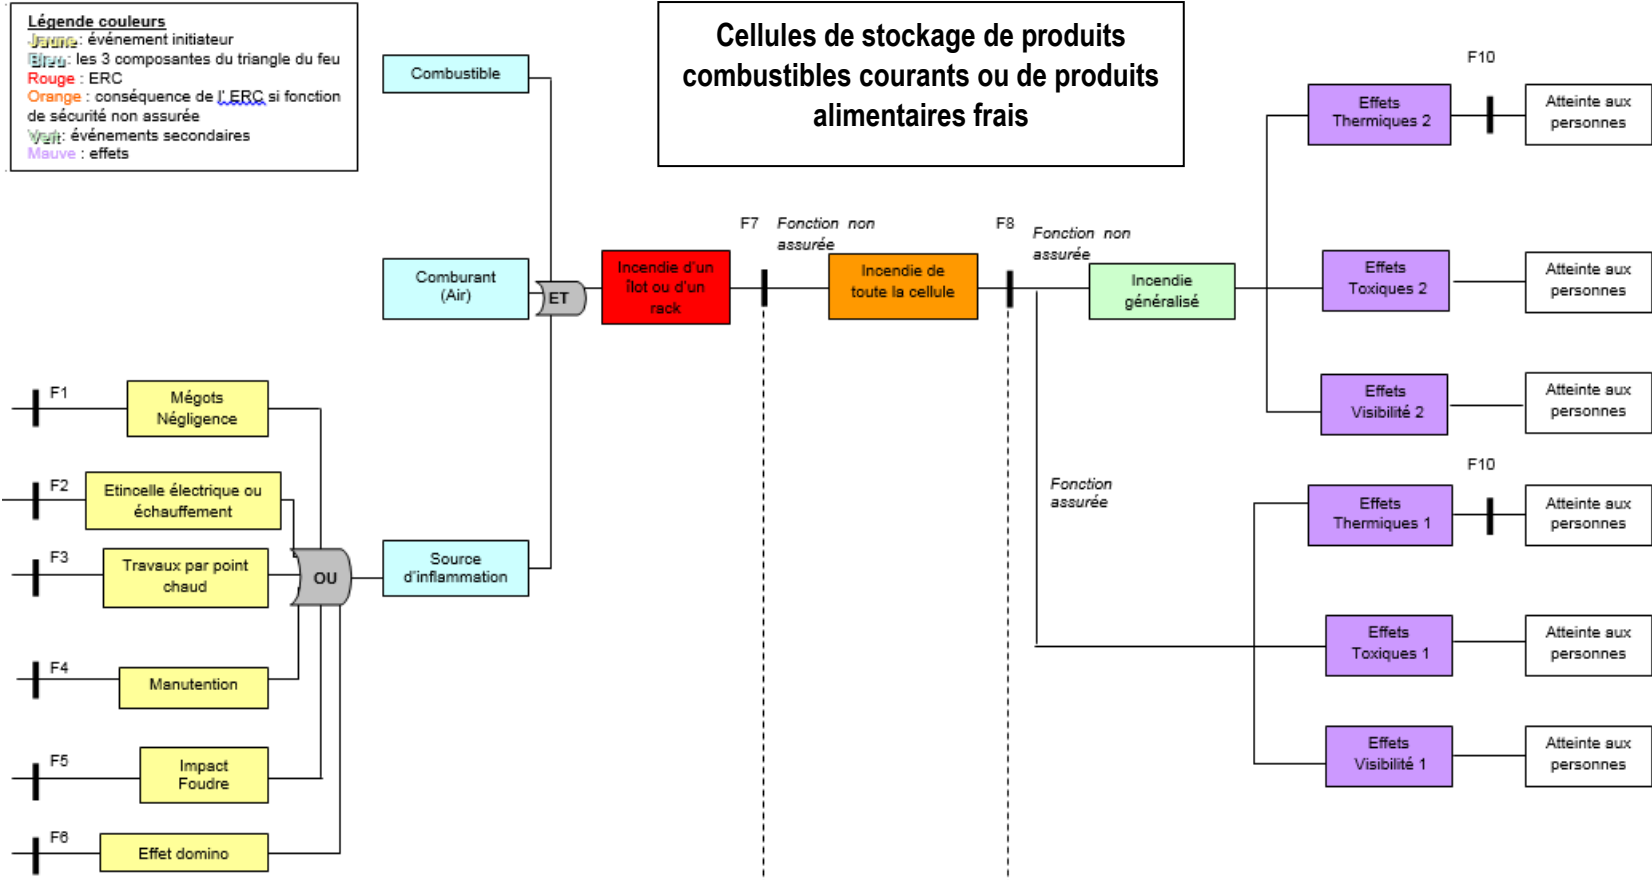 Légende couleurs
Jaune : événement initiateur
Bleu : les 3 composantes du triangle du feu
Rouge : ERC
Orange : conséquence de l' ERC si fonction
de sécurité non assurée
Vert : événements secondaires
Mauve : effets
Cellules de stockage de produits
combustibles courants ou de produits
alimentaires frais
Combustible
Comburant
(Air)
ET
Source
d'inflammation
OU
F1
Mégots
Négligence
F2
Etincelle électrique ou
échauffement
F3
Travaux par point
chaud
F4
Manutention
F5
Impact
Foudre
F6
Effet domino
Incendie d'un
îlot ou d'un
rack
F7
Fonction non
assurée
Incendie de
toute la cellule
F8
Fonction non
assurée
Incendie
généralisé
Fonction
assurée
Effets
Thermiques 2
F10
Atteinte aux
personnes
Effets
Toxiques 2
Atteinte aux
personnes
Effets
Visibilité 2
Atteinte aux
personnes
Effets
Thermiques 1
F10
Atteinte aux
personnes
Effets
Toxiques 1
Atteinte aux
personnes
Effets
Visibilité 1
Atteinte aux
personnes